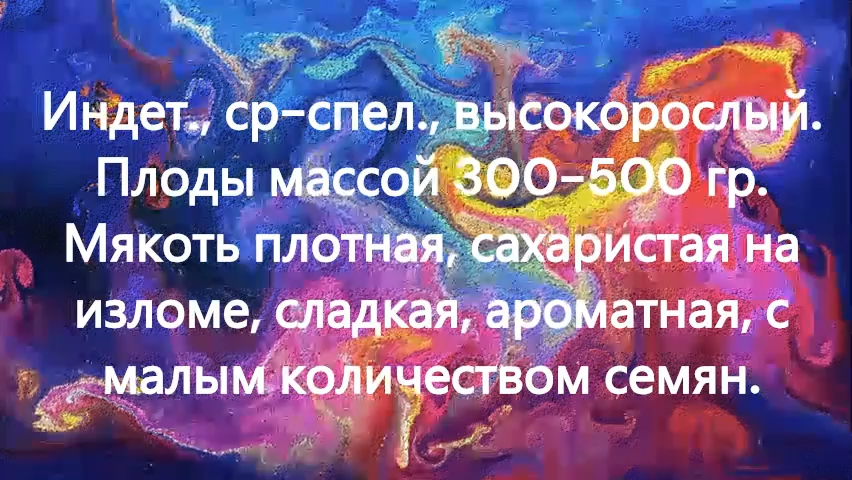 Индет., ср-спел., высокорослый.
Плоды массой 300-500 гр.
Мякоть плотная, сахаристая на
изломе, сладкая, ароматная, с
малым количеством семян.